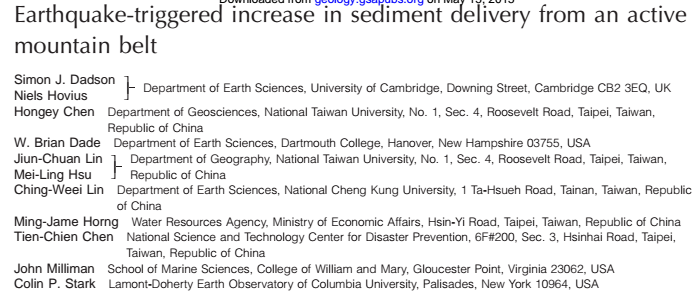 Downloaded from geology.gsapubs.org on May 15, 2015
Earthquake-triggered increase in sediment delivery from an active
mountain belt
Simon J. Dadson
Niels Hovius
Department of Earth Sciences, University of Cambridge, Downing Street, Cambridge CB2 3EQ, UK
Hongey Chen Department of Geosciences, National Taiwan University, No. 1, Sec. 4, Roosevelt Road, Taipei, Taiwan,
Republic of China
W. Brian Dade Department of Earth Sciences, Dartmouth College, Hanover, New Hampshire 03755, USA
Jiun-Chuan Lin
Mei-Ling Hsu
Department of Geography, National Taiwan University, No. 1, Sec. 4, Roosevelt Road, Taipei, Taiwan,
Republic of China
Ching-Weei Lin Department of Earth Sciences, National Cheng Kung University, 1 Ta-Hsueh Road, Tainan, Taiwan, Republic
of China
Ming-Jame Horng Water Resources Agency, Ministry of Economic Affairs, Hsin-Yi Road, Taipei, Taiwan, Republic of China
Tien-Chien Chen National Science and Technology Center for Disaster Prevention, 6F#200, Sec. 3, Hsinhai Road, Taipei,
Taiwan, Republic of China
John Milliman School of Marine Sciences, College of William and Mary, Gloucester Point, Virginia 23062, USA
Colin P. Stark Lamont-Doherty Earth Observatory of Columbia University, Palisades, New York 10964, USA